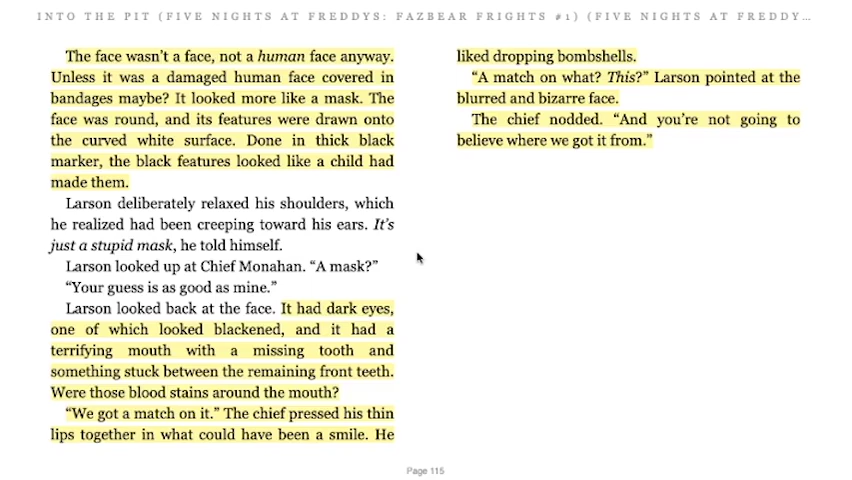 INTO THE PIT (FIVE NIGHTS AT FREDDYS: FAZBEAR FRIGHTS #1) (FIVE NIGHTS AT FREDDY...
The face wasn't a face, not a human face anyway.
Unless it was a damaged human face covered in
bandages maybe? It looked more like a mask. The
face was round, and its features were drawn onto
the curved white surface. Done in thick black
marker, the black features looked like a child had
made them.
Larson deliberately relaxed his shoulders, which
he realized had been creeping toward his ears. It's
just a stupid mask, he told himself.
Larson looked up at Chief Monahan. “A mask?”
“Your guess is as good as mine.”
Larson looked back at the face. It had dark eyes,
one of which looked blackened, and it had a
terrifying mouth with a missing tooth and
something stuck between the remaining front teeth.
Were those blood stains around the mouth?
“We got a match on it.” The chief pressed his thin
lips together in what could have been a smile. He
liked dropping bombshells.
“A match on what? This?” Larson pointed at the
blurred and bizarre face.
The chief nodded. “And you're not going to
believe where we got it from.”
Page 115